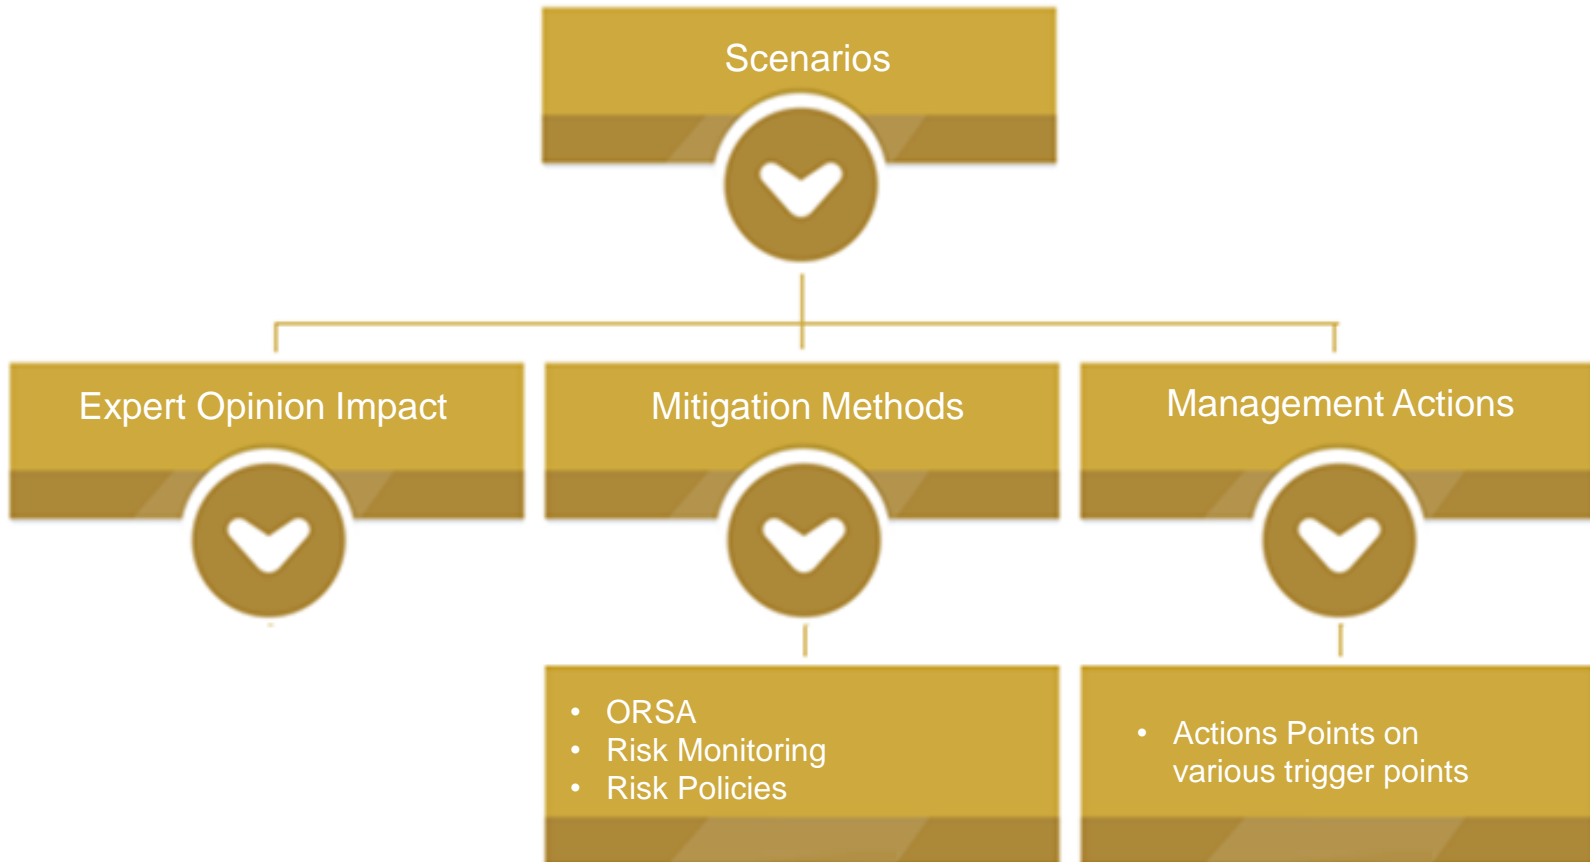 Scenarios
Expert Opinion Impact
Mitigation Methods
Management Actions
• ORSA
• Risk Monitoring
• Risk Policies
• Actions Points on
various trigger points